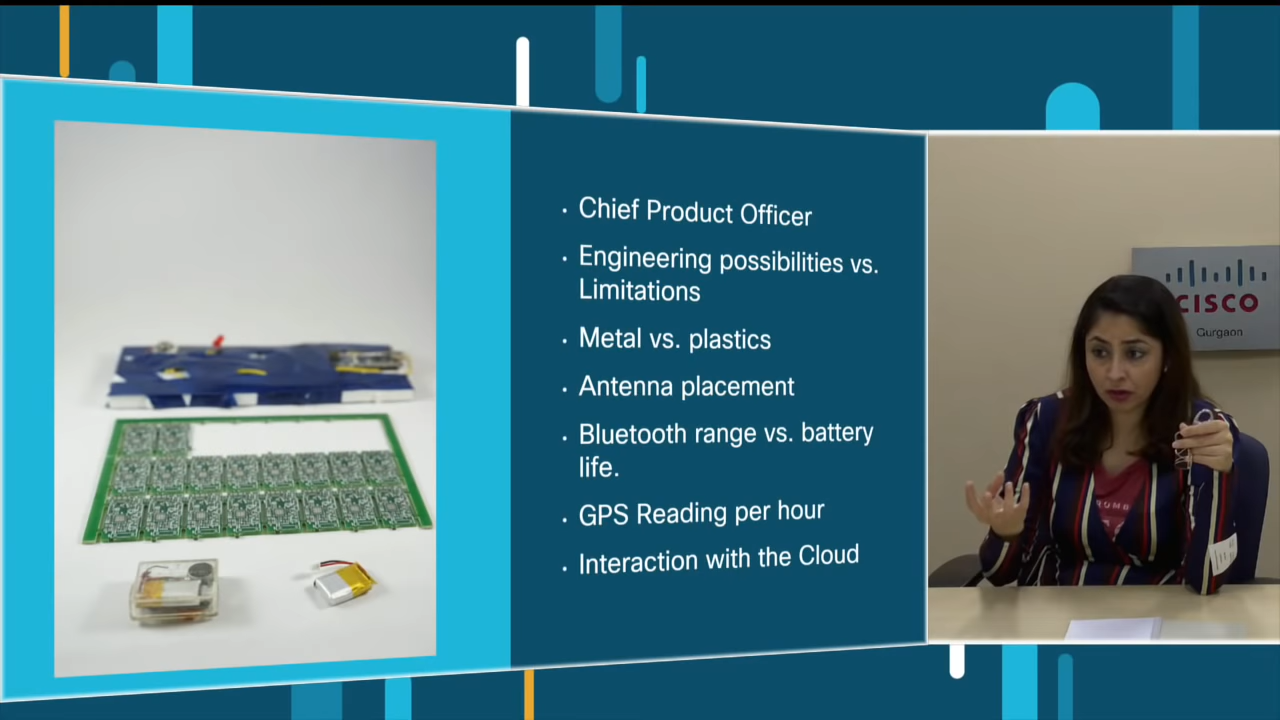 · Chief Product Officer
· Engineering possibilities vs.
Limitations
· Metal vs. plastics
· Antenna placement
· Bluetooth range vs. battery
life.
· GPS Reading per hour
· Interaction with the Cloud
CISCO
Gurgaon